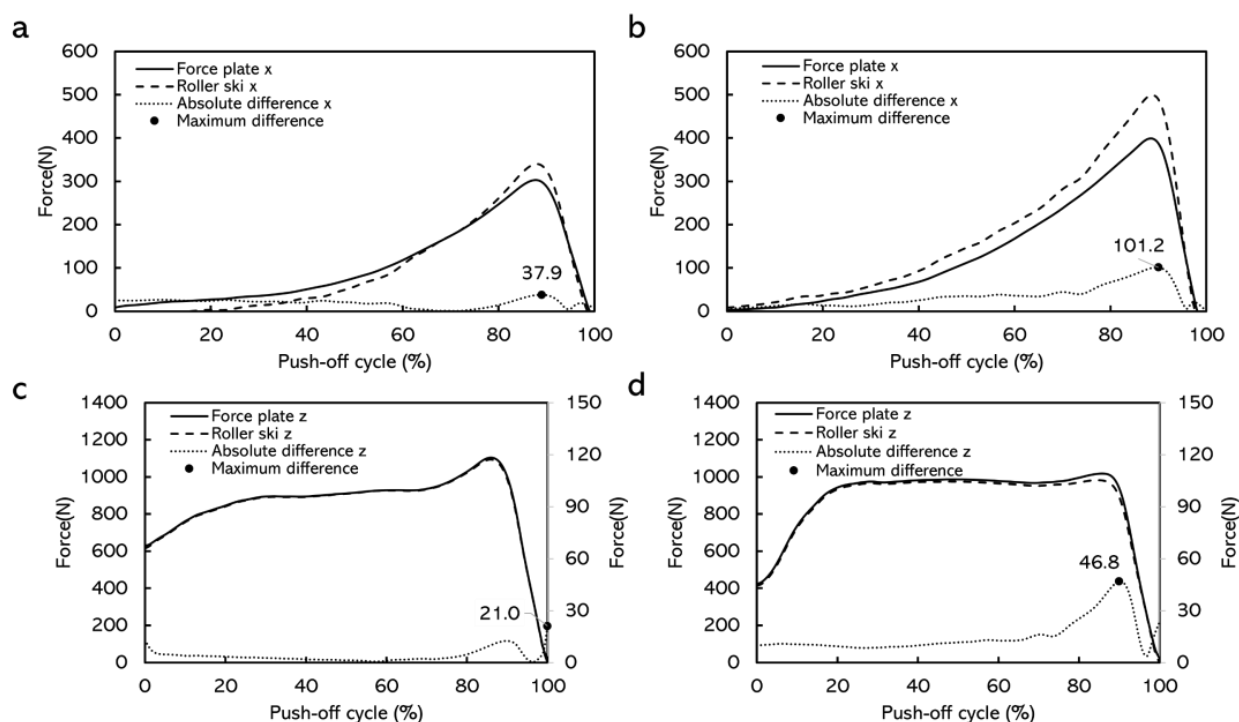 a
600
500
400
300
200
100
0
Force(N)
Force plate x
Roller ski x
Absolute difference x
Maximum difference
37.9
0 20 40 60 80 100
Push-off cycle (%)
b
600
500
400
300
200
100
0
Force(N)
Force plate x
Roller ski x
Absolute difference x
Maximum difference
101.2
0 20 40 60 80 100
Push-off cycle (%)
c
1400
1200
1000
800
600
400
200
0
Force(N)
Force plate z
Roller ski z
Absolute difference z
Maximum difference
21.0
150
120
90
60
30
0
Force(N)
0 20 40 60 80 100
Push-off cycle (%)
d
1400
1200
1000
800
600
400
200
0
Force(N)
Force plate z
Roller ski z
Absolute difference z
Maximum difference
46.8
150
120
90
60
30
0
Force(N)
0 20 40 60 80 100
Push-off cycle (%)